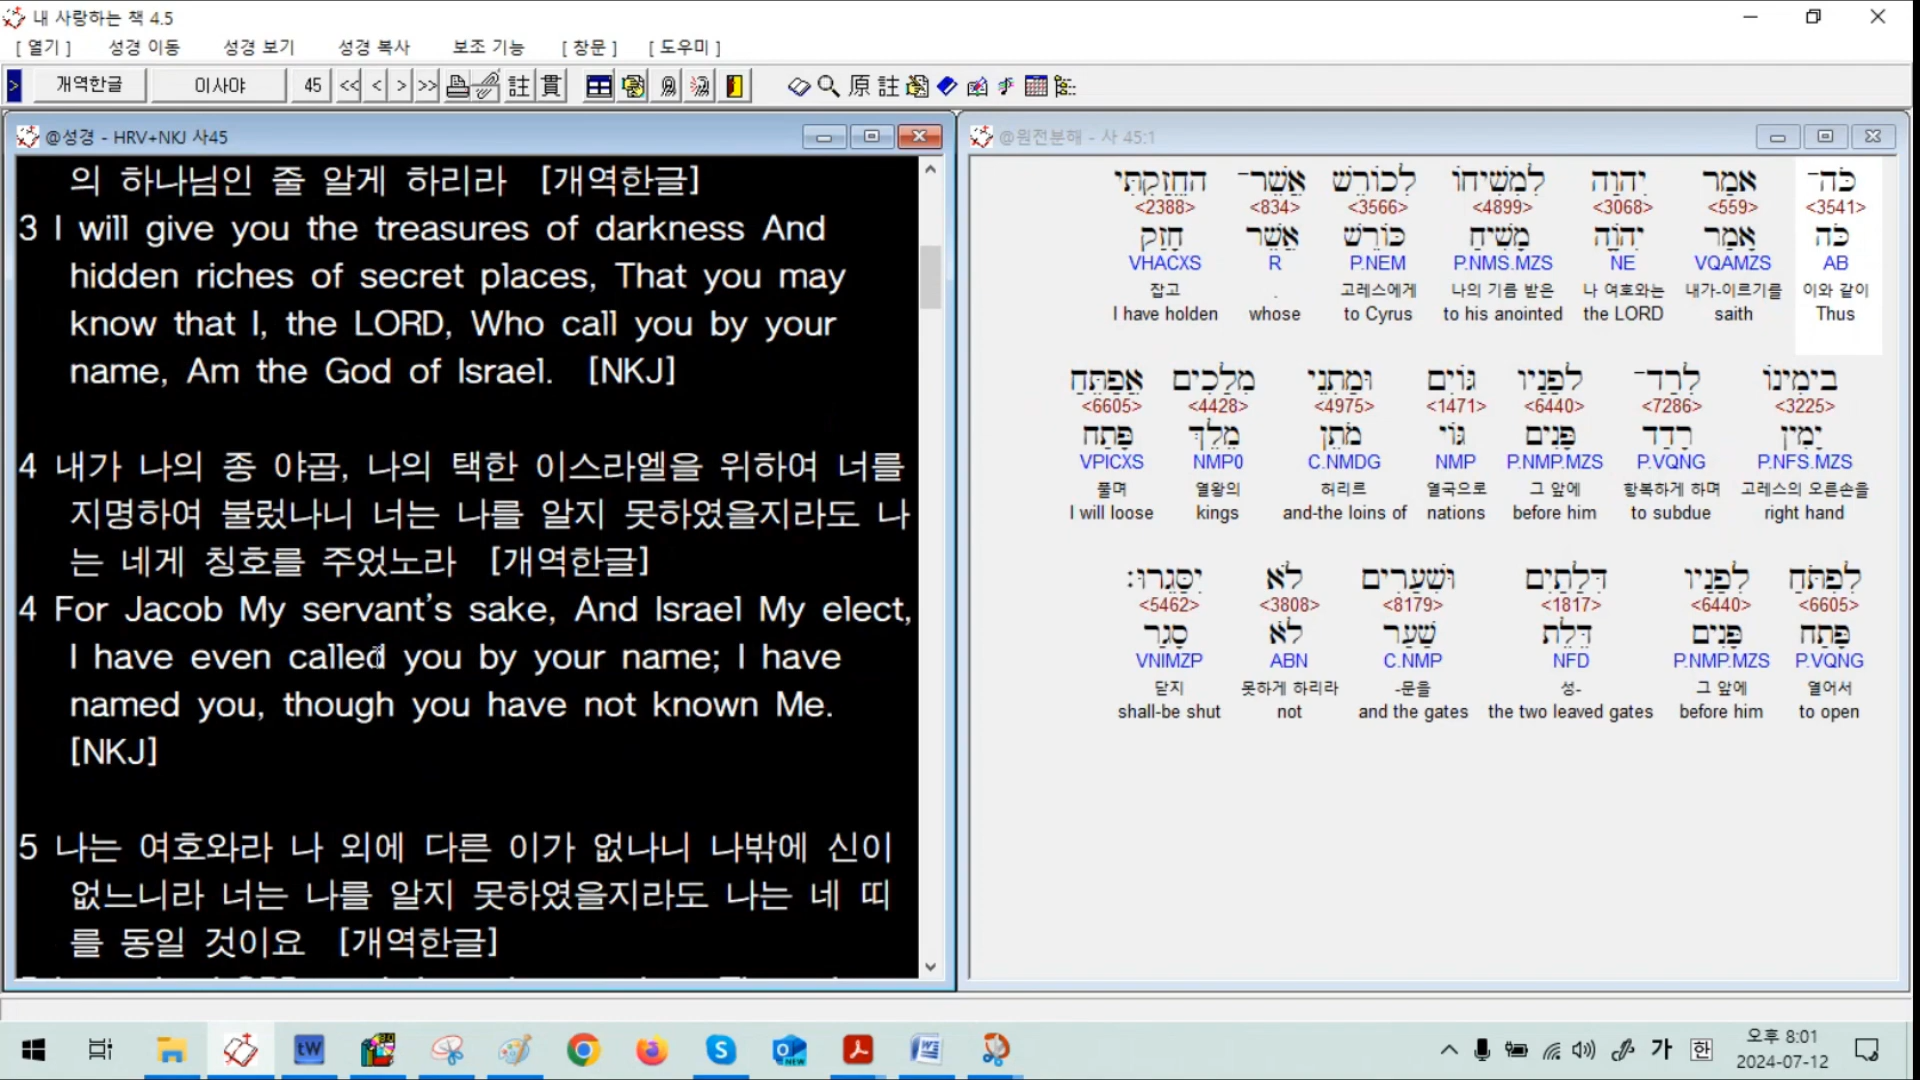 내 사랑하는 책 4.5
[ 열기 ] 성경 이동 성경 보기 성경 복사 보조 기능 [ 창문 ] [ 도우미 ]
> 개역한글 이사야 45 << < > >> 註 貫 原 註
@성경 - HRV+NKJ 사45
의 하나님인 줄 알게 하리라 [개역한글]
3 I will give you the treasures of darkness And
hidden riches of secret places, That you may
know that I, the LORD, Who call you by your
name, Am the God of Israel. [NKJ]
4 내가 나의 종 야곱, 나의 택한 이스라엘을 위하여 너를
지명하여 불렀나니 너는 나를 알지 못하였을지라도 나
는 네게 칭호를 주었노라 [개역한글]
4 For Jacob My servant's sake, And Israel My elect,
I have even called you by your name; I have
named you, though you have not known Me.
[NKJ]
5 나는 여호와라 나 외에 다른 이가 없나니 나밖에 신이
없느니라 너는 나를 알지 못하였을지라도 나는 네 띠
를 동일 것이요 [개역한글]
@원전분해 - 사 45:1
כֹּה־ אָמַר יְהוָה לִמְשִׁיחוֹ לְכוֹרֶשׁ אֲשֶׁר־ הֶחֱזַקְתִּי
<2388> <834> <3566> <4899> <3068> <559> <3541>
כֹּה אָמַר יְהֹוָה מָשִׁיחַ כּוֹרֶשׁ אֲשֶׁר חָזַק
VHACXS R P.NEM P.NMS.MZS NE VQAMZS AB
잡고 . 고레스에게 나의 기름 받은 나 여호와는 내가-이르기를 이와 같이
I have holden whose to Cyrus to his anointed the LORD saith Thus
בִימִינוֹ לְרַד־ לְפָנָיו גּוֹיִם וּמָתְנֵי מְלָכִים אֲפַתֵּחַ
<6605> <4428> <4975> <1471> <6440> <7286> <3225>
יָמִין רָדַד פָּנִים גּוֹי מֹתֶן מֶלֶךְ פָּתַח
VPICXS NMP0 C.NMDG NMP P.NMP.MZS P.VQNG P.NFS.MZS
풀며 열왕의 허리르 열국으로 그 앞에 항복하게 하며 고레스의 오른손을
I will loose kings and-the loins of nations before him to subdue right hand
לִפְתֹּחַ לְפָנָיו דְּלָתַיִם וּשְׁעָרִים לֹא יִסָּגֵרוּ׃
<5462> <3808> <8179> <1817> <6440> <6605>
פָּתַח פָּנִים דֶּלֶת שַׁעַר לֹא סָגַר
VNIMZP ABN C.NMP NFD P.NMP.MZS P.VQNG
닫지 못하게 하리라 -문을 성- 그 앞에 열어서
shall-be shut not and the gates the two leaved gates before him to open
가 한
오후 8:01
2024-07-12